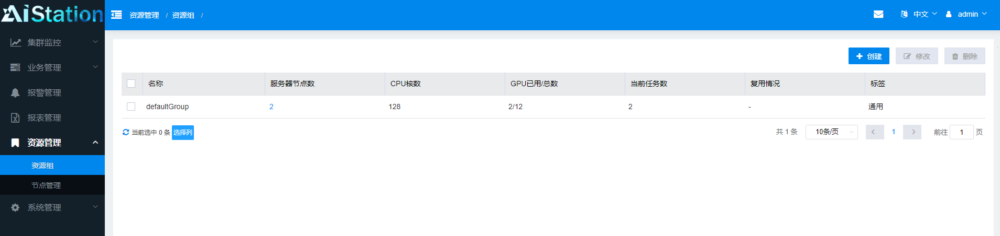 AiStation
资源管理 / 资源组 /
中文
admin
集群监控
业务管理
报警管理
报表管理
资源管理
资源组
节点管理
系统管理
创建 修改 删除
名称 服务器节点数 CPU核数 GPU已用/总数 当前任务数 复用情况 标签
defaultGroup 2 128 2/12 2 - 通用
当前选中 0 条 选择列
共 1 条 10条/页 1 前往 1 页